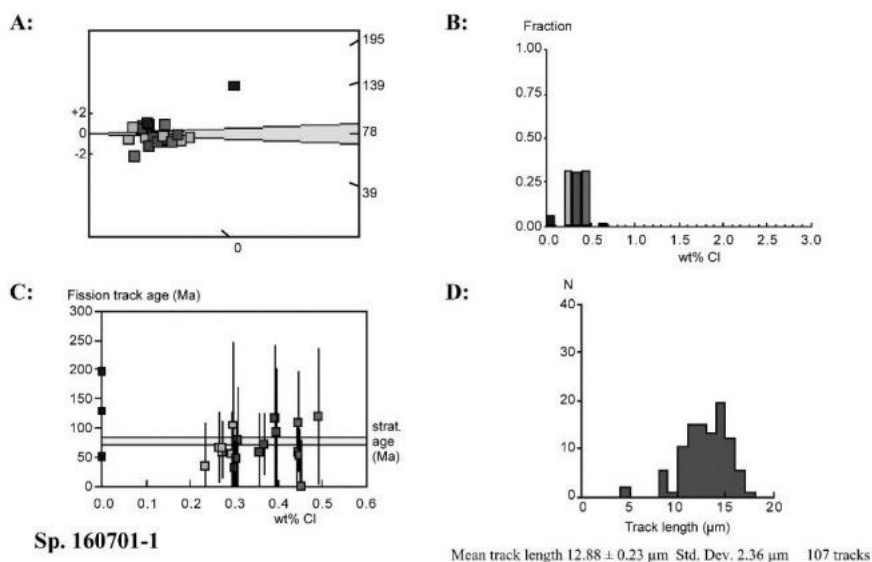 A:
195
139
+2
0
78
-2
39
0
B:
Fraction
1.00
0.75
0.50
0.25
0.00
0.0 0.5 1.0 1.5 2.0 2.5 3.0
wt% Cl
C:
Fission track age (Ma)
300
250
200
150
100
50
0
strat.
age
(Ma)
0.0 0.1 0.2 0.3 0.4 0.5 0.6
wt% Cl
Sp. 160701-1
D:
N
40
30
20
10
0
0 5 10 15 20
Track length (µm)
Mean track length 12.88 ± 0.23 µm Std. Dev. 2.36 µm 107 tracks